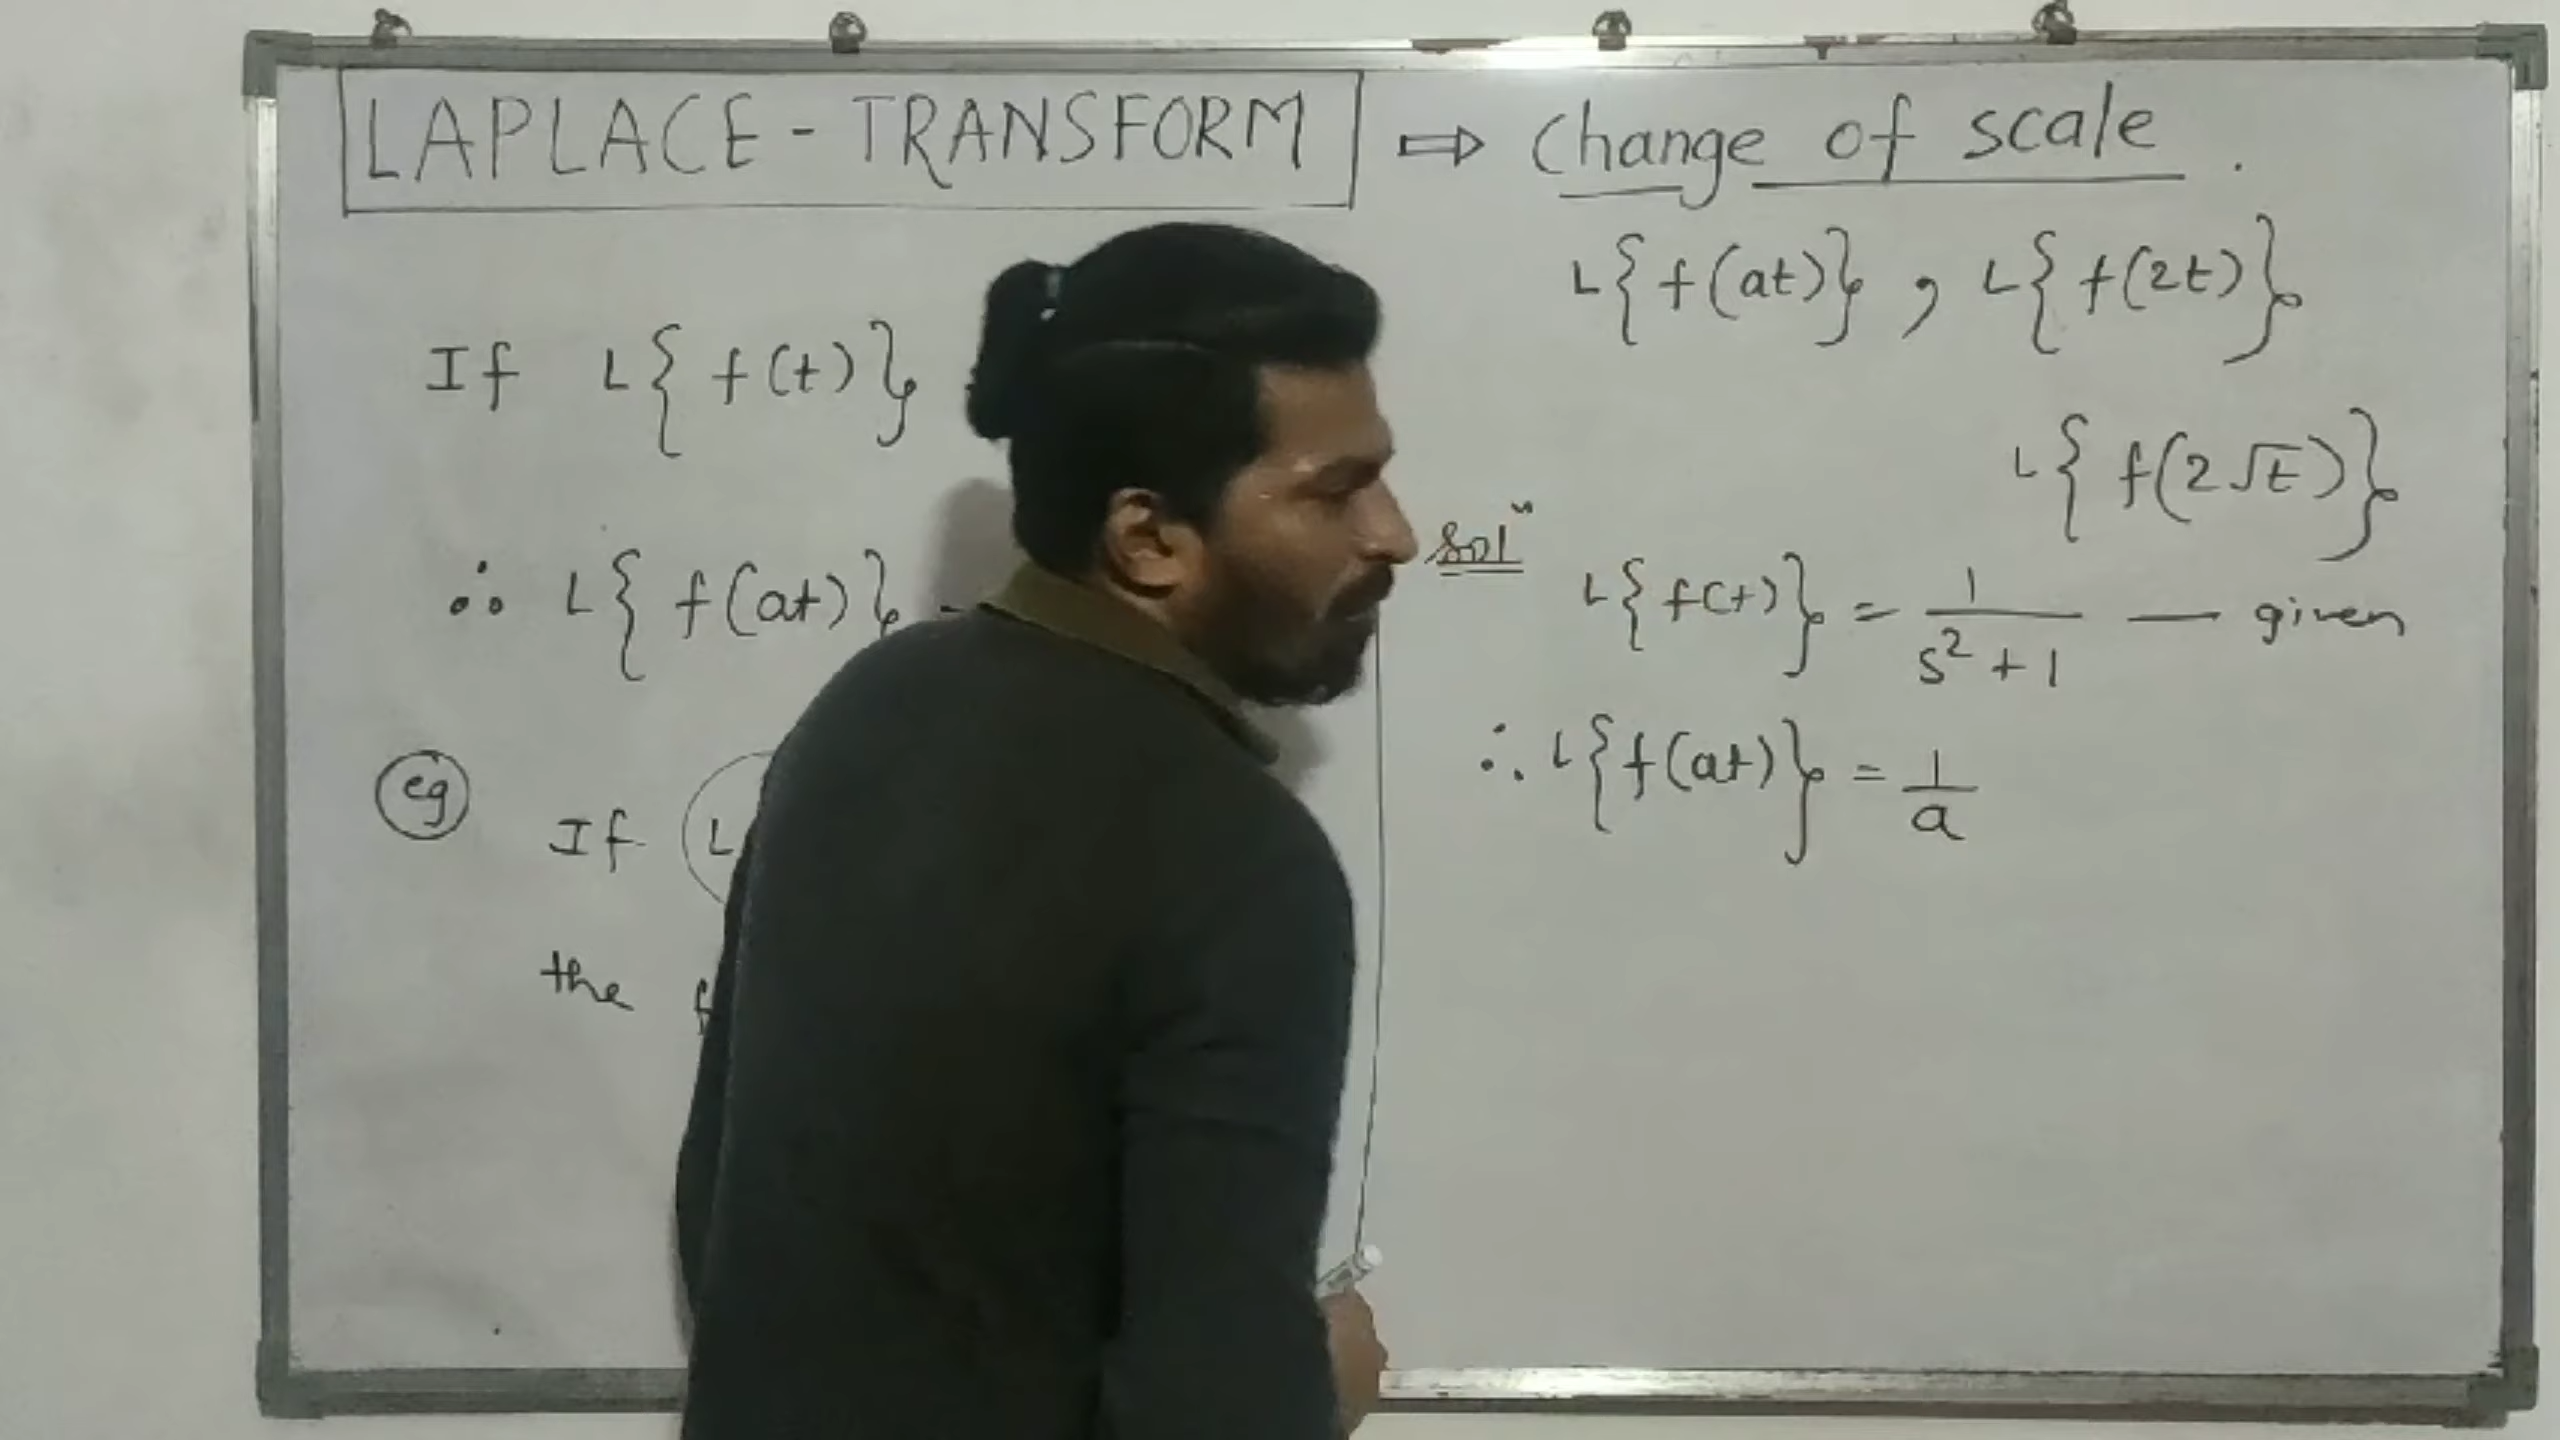 LAPLACE - TRANSFORM ⇒ Change of scale.
If L{f(t)}
∴ L{f(at)} -
eg If L
the
L{f(at)}, L{f(2t)}
L{f(2√t)}
Solⁿ
L{f(t)} = 1/(s²+1) — given
∴ L{f(at)} = 1/a